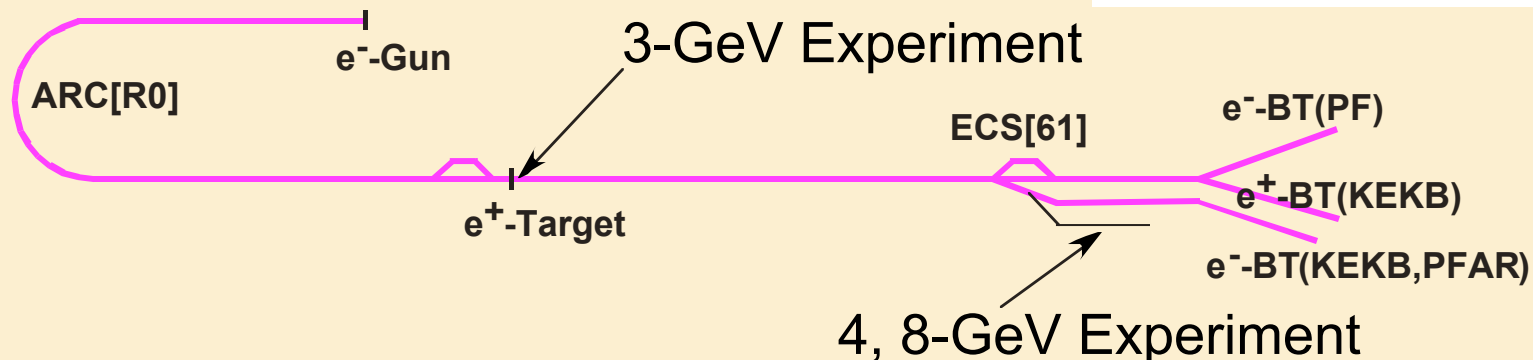 3-GeV Experiment
e⁻-Gun
ARC[R0]
e⁻-BT(PF)
ECS[61]
e⁺-BT(KEKB)
e⁺-Target
e⁻-BT(KEKB,PFAR)
4, 8-GeV Experiment